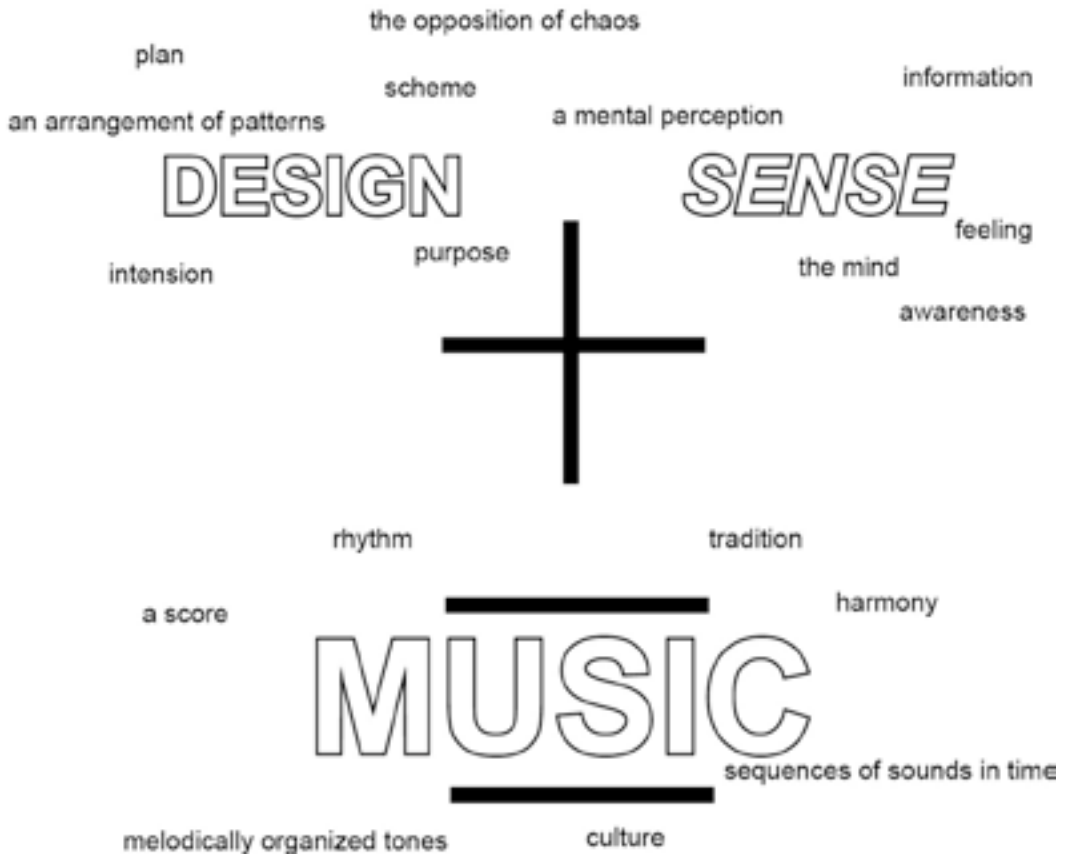 the opposition of chaos
plan
scheme
information
an arrangement of patterns
a mental perception
DESIGN
SENSE
feeling
purpose
the mind
intension
awareness
rhythm
tradition
a score
harmony
MUSIC
sequences of sounds in time
melodically organized tones
culture